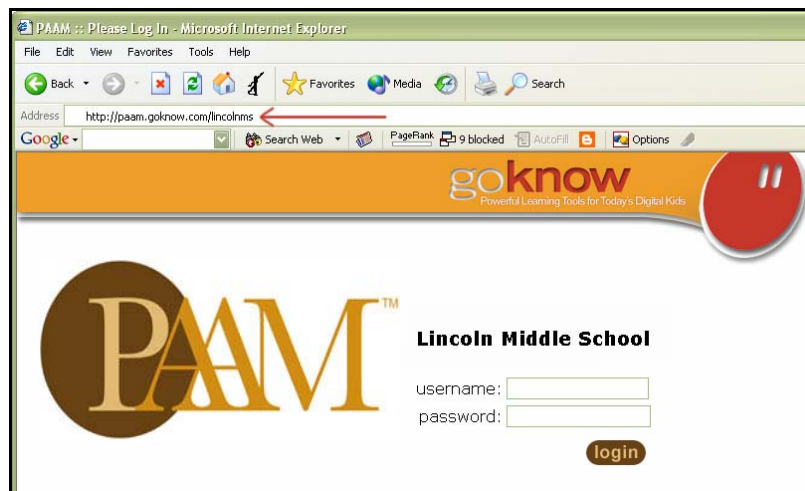 PAAM :: Please Log In - Microsoft Internet Explorer
File Edit View Favorites Tools Help
Back Favorites Media Search
Address http://paam.goknow.com/lincolnms
Google Search Web PageRank 9 blocked AutoFill Options
goknow
Powerful Learning Tools for Today's Digital Kids
PAAM™
Lincoln Middle School
username:
password:
login